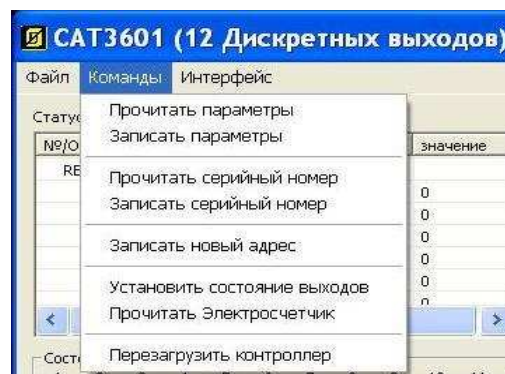 CAT3601 (12 Дискретных выходов)
Файл Команды Интерфейс
Прочитать параметры
Записать параметры
значение
Прочитать серийный номер
0
Записать серийный номер
0
0
Записать новый адрес
0
Установить состояние выходов
0
Прочитать Электросчетчик
Перезагрузить контроллер